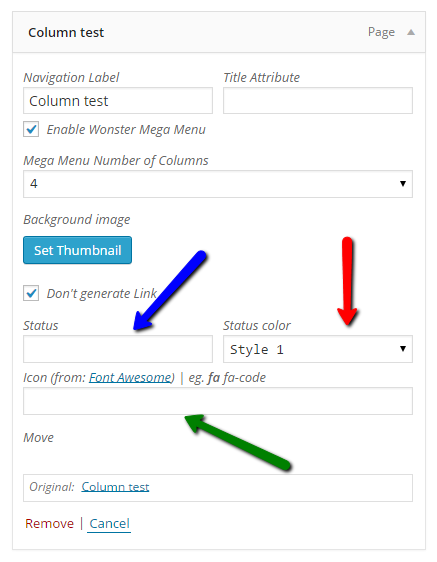 Column test Page
Navigation Label Title Attribute
Column test
Enable Wonster Mega Menu
Mega Menu Number of Columns
4
Background image
Set Thumbnail
Don't generate Link
Status Status color
Style 1
Icon (from: Font Awesome) | eg. fa fa-code
Move
Original: Column test
Remove | Cancel